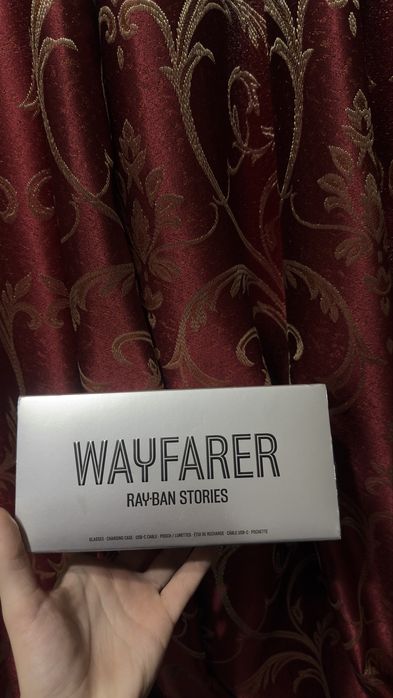 WAYFARER
RAY-BAN STORIES
GLASSES · CHARGING CASE · USB-C CABLE · POUCH / LUNETTES · ÉTUI DE RECHARGE · CÂBLE USB-C · POCHETTE